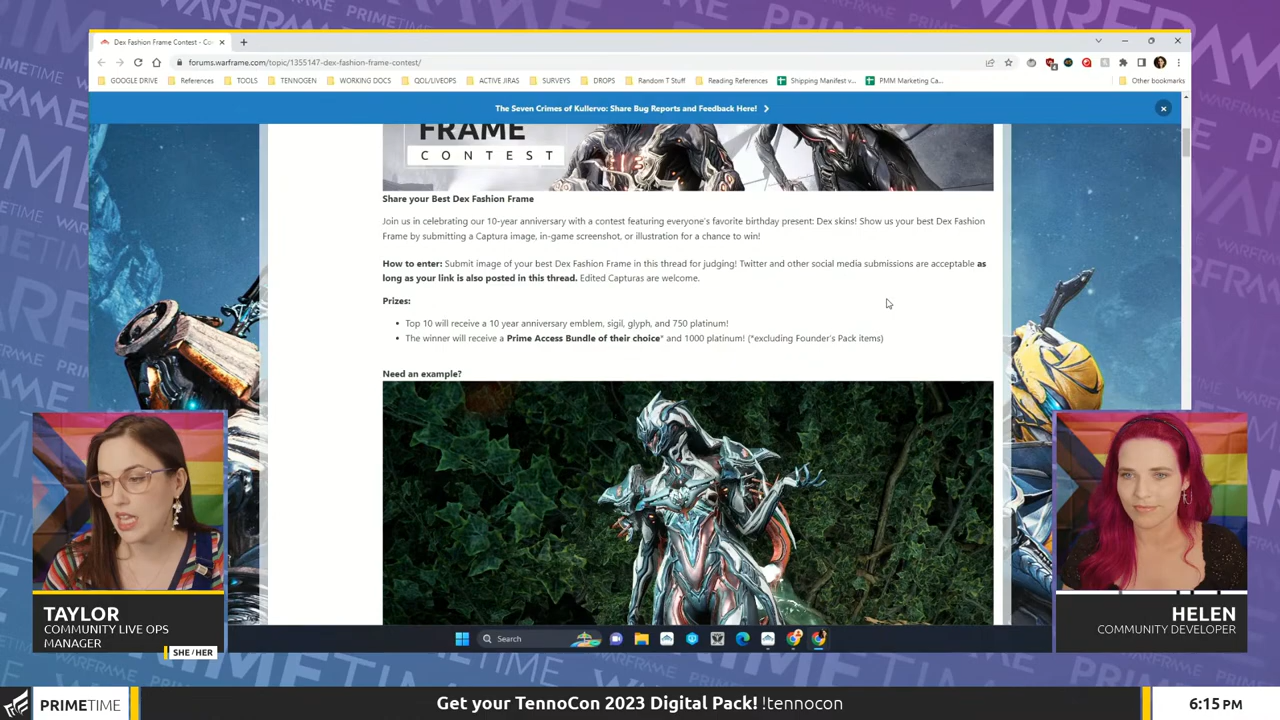 Dex Fashion Frame Contest - Co
forums.warframe.com/topic/1355147-dex-fashion-frame-contest/
GOOGLE DRIVE References TOOLS TENNOGEN WORKING DOCS QOL/LIVEOPS ACTIVE JIRAS SURVEYS DROPS Random T Stuff Reading References Shipping Manifest v... PMM Marketing Ca... Other bookmarks
The Seven Crimes of Kullervo: Share Bug Reports and Feedback Here!
FRAME
CONTEST
Share your Best Dex Fashion Frame
Join us in celebrating our 10-year anniversary with a contest featuring everyone's favorite birthday present: Dex skins! Show us your best Dex Fashion
Frame by submitting a Captura image, in-game screenshot, or illustration for a chance to win!
How to enter: Submit image of your best Dex Fashion Frame in this thread for judging! Twitter and other social media submissions are acceptable as
long as your link is also posted in this thread. Edited Capturas are welcome.
Prizes:
Top 10 will receive a 10 year anniversary emblem, sigil, glyph, and 750 platinum!
The winner will receive a Prime Access Bundle of their choice* and 1000 platinum! (*excluding Founder's Pack items)
Need an example?
TAYLOR
COMMUNITY LIVE OPS
MANAGER
SHE/HER
HELEN
COMMUNITY DEVELOPER
Search
PRIMETIME
Get your TennoCon 2023 Digital Pack! !tennocon
6:15 PM